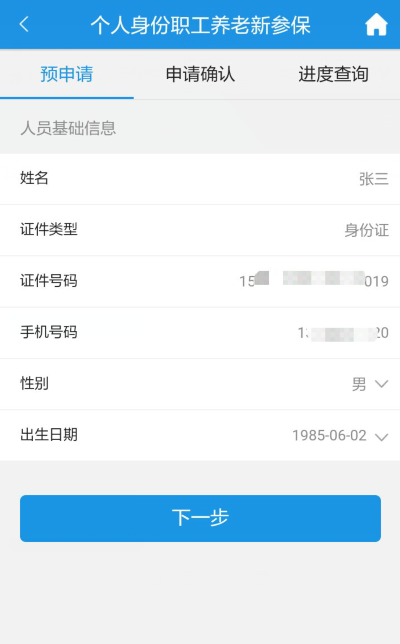 个人身份职工养老新参保
预申请 申请确认 进度查询
人员基础信息
姓名 张三
证件类型 身份证
证件号码 15 019
手机号码 20
性别 男
出生日期 1985-06-02
下一步